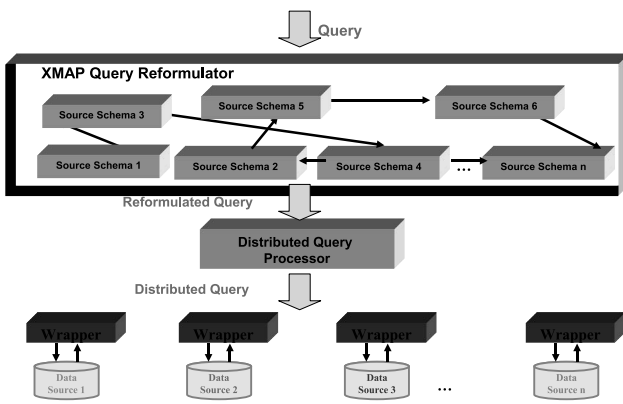 Query
XMAP Query Reformulator
Source Schema 5
Source Schema 6
Source Schema 3
Source Schema 1
Source Schema 2
Source Schema 4
...
Source Schema n
Reformulated Query
Distributed Query
Processor
Distributed Query
Wrapper
Wrapper
Wrapper
Wrapper
Data
Source 1
Data
Source 2
Data
Source 3
...
Data
Source n